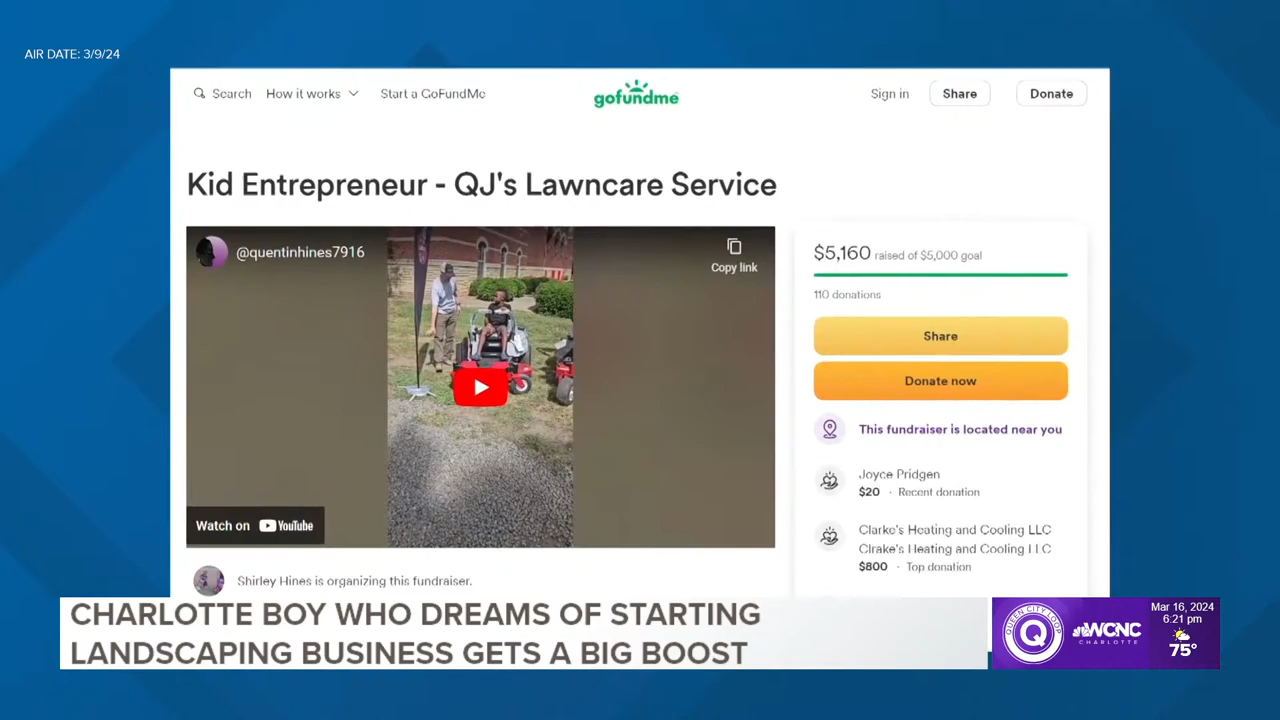 AIR DATE: 3/9/24
Search How it works Start a GoFundMe gofundme Sign in Share Donate
Kid Entrepreneur - QJ's Lawncare Service
@quentinhines7916
Copy link
$5,160 raised of $5,000 goal
110 donations
Share
Donate now
This fundraiser is located near you
Joyce Pridgen
$20 · Recent donation
Clarke's Heating and Cooling LLC
Clrake's Heating and Cooling LLC
$800 · Top donation
Watch on YouTube
Shirley Hines is organizing this fundraiser.
CHARLOTTE BOY WHO DREAMS OF STARTING
LANDSCAPING BUSINESS GETS A BIG BOOST
QUEEN CITY LOOP
Q
WCNC
CHARLOTTE
Mar 16, 2024
6:21 pm
75°